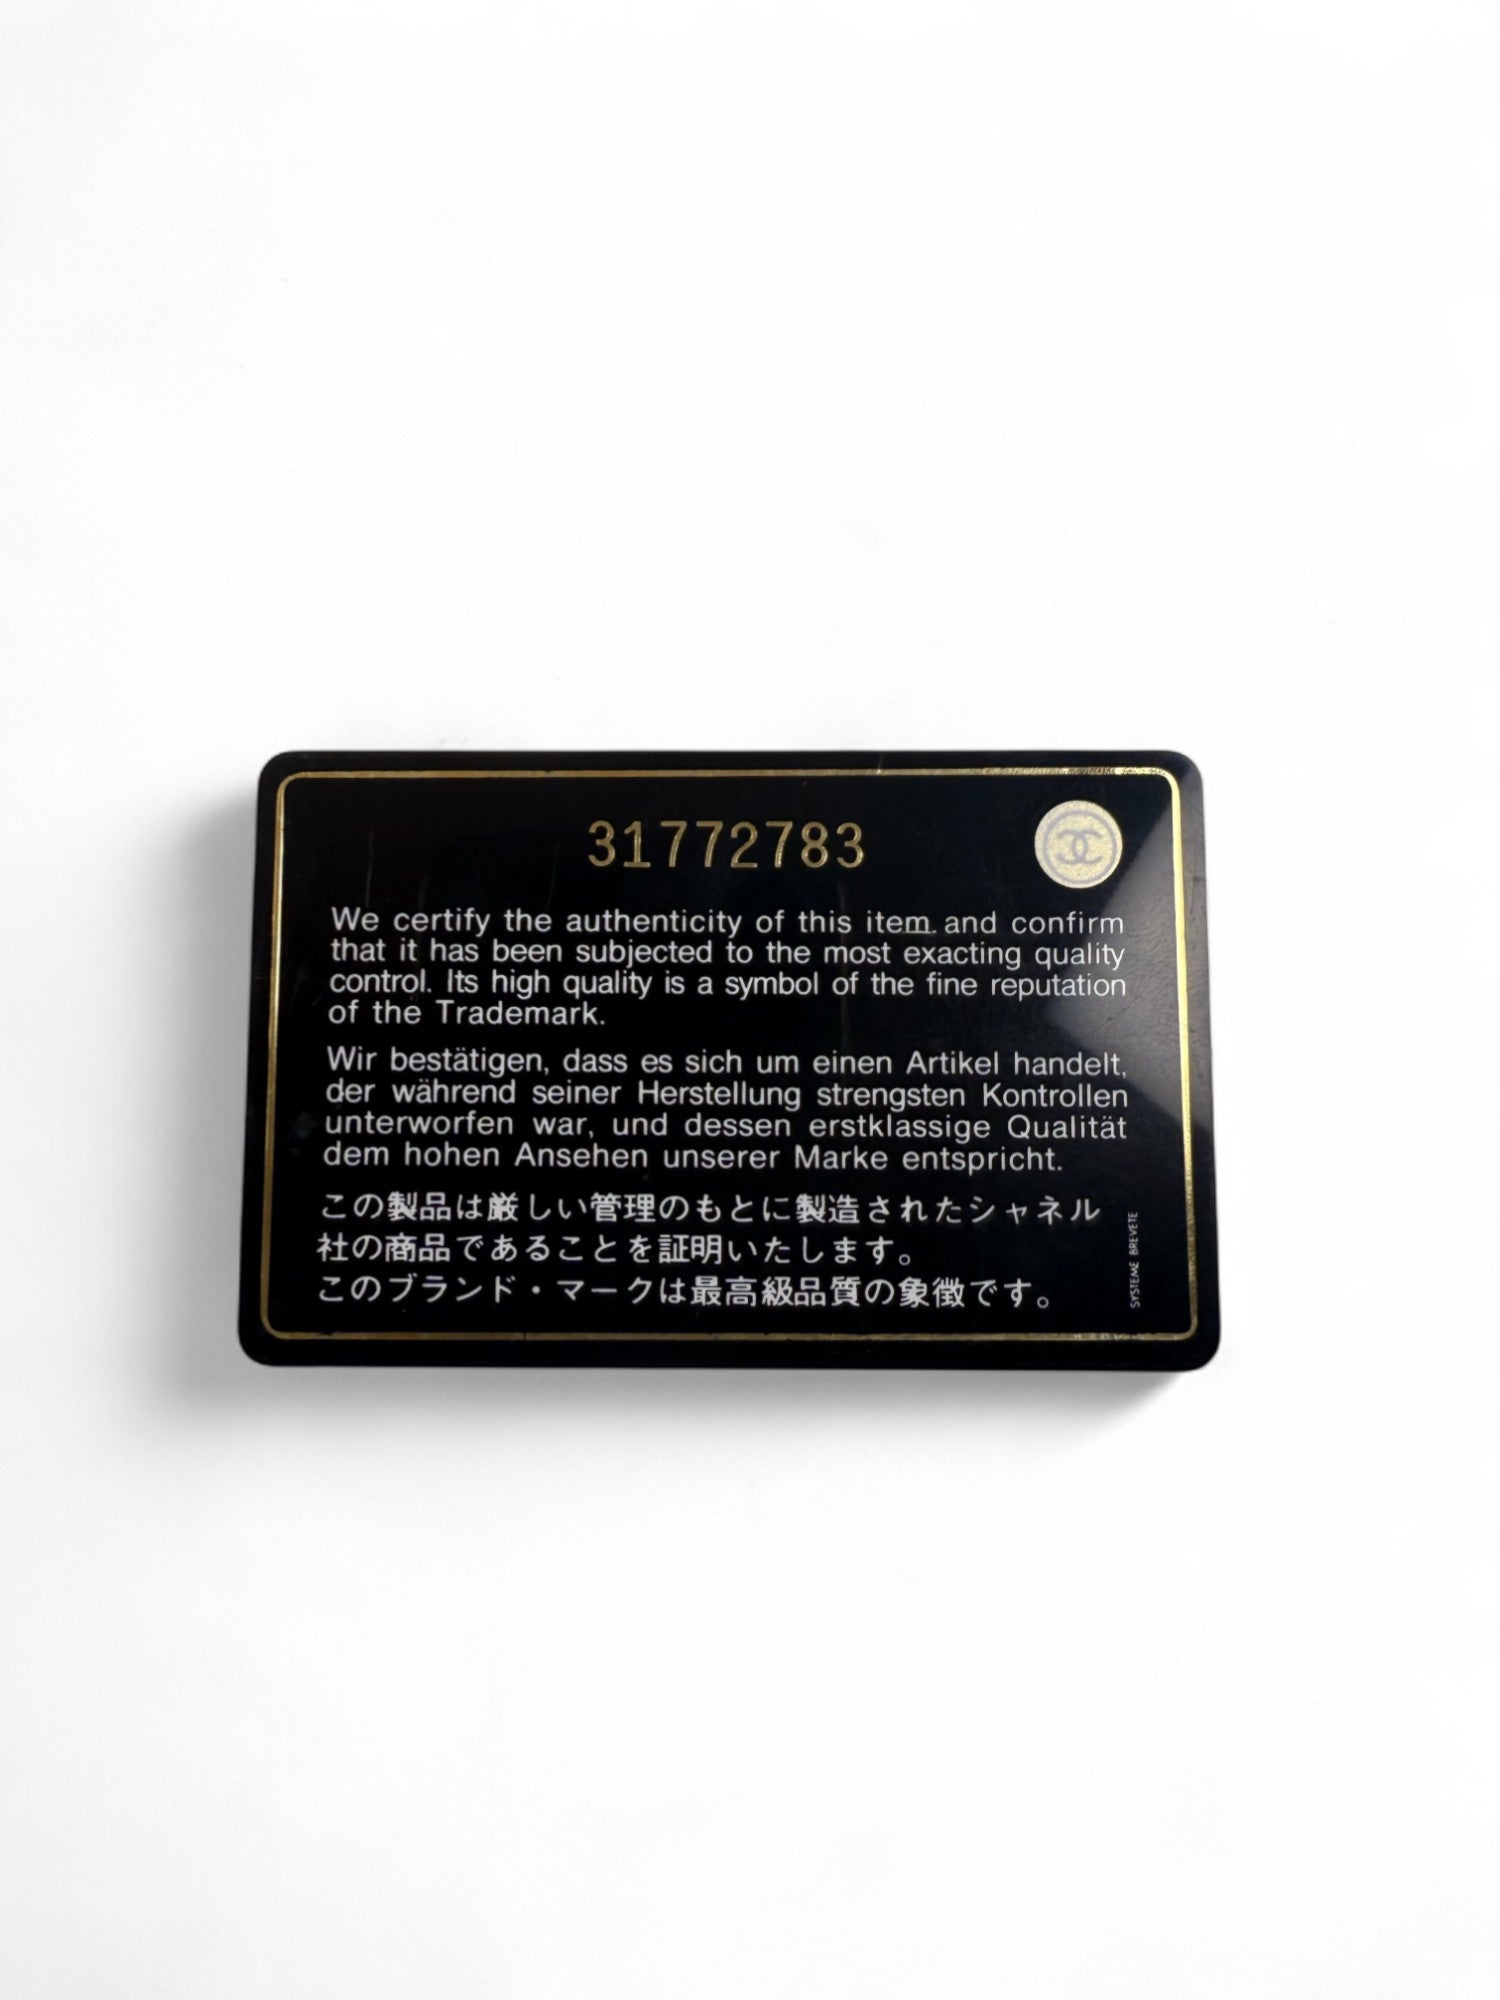 31772783
We certify the authenticity of this item and confirm
that it has been subjected to the most exacting quality
control. Its high quality is a symbol of the fine reputation
of the Trademark.
Wir bestätigen, dass es sich um einen Artikel handelt,
der während seiner Herstellung strengsten Kontrollen
unterworfen war, und dessen erstklassige Qualität
dem hohen Ansehen unserer Marke entspricht.
この製品は厳しい管理のもとに製造されたシャネル
社の商品であることを証明いたします。
このブランド・マークは最高級品質の象徴です。
SYSTEME BREVETE